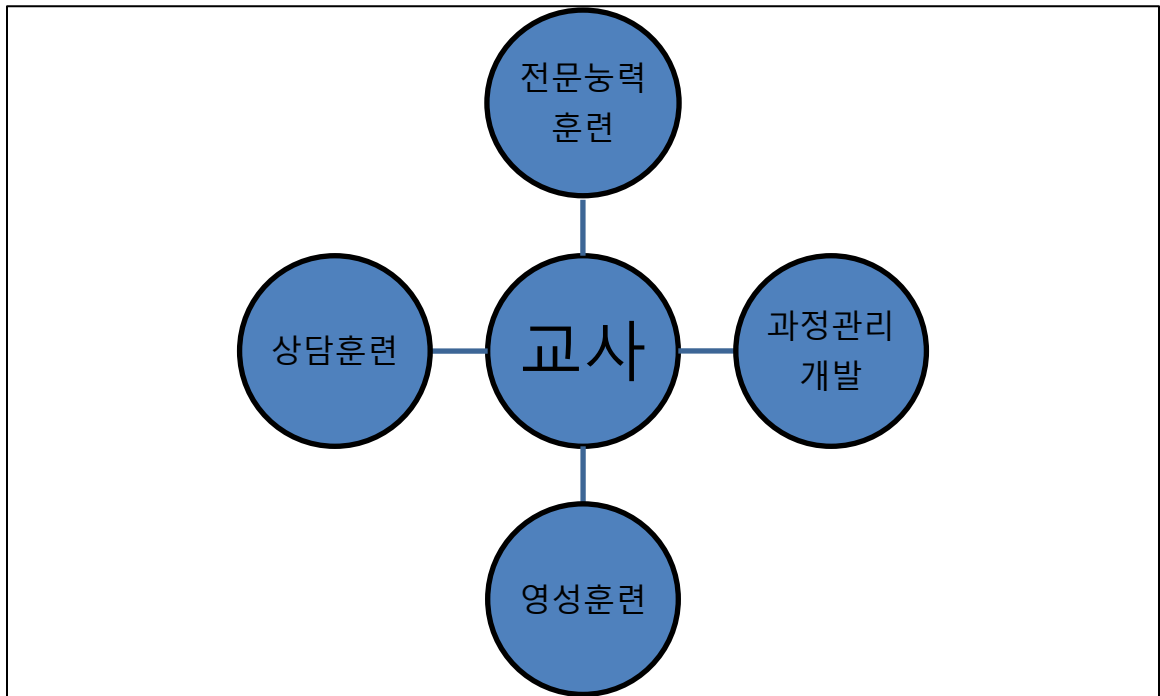 전문능력
훈련
상담훈련
교사
과정관리
개발
영성훈련